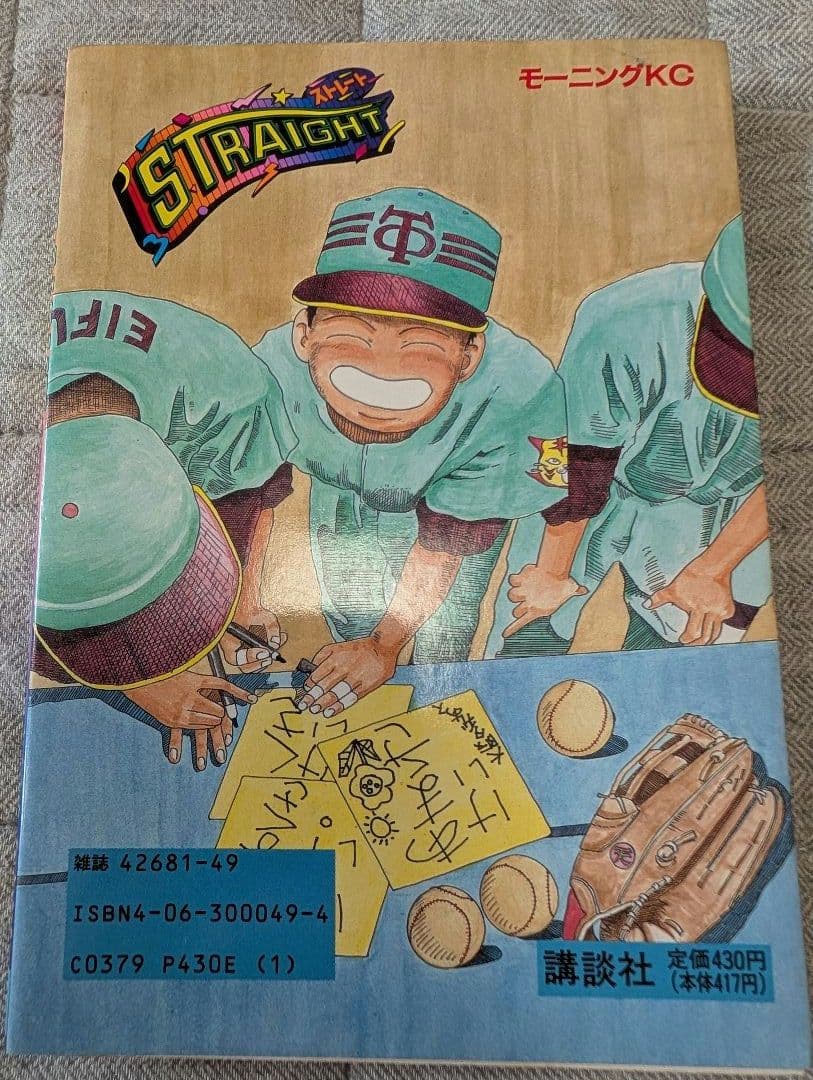 モーニングKC
ストレート
STRAIGHT
EIFU
雑誌 42681-49
ISBN4-06-300049-4
C0379 P430E (1)
講談社
定価430円
(本体417円)